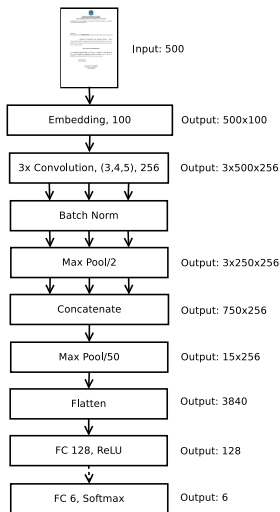 Input: 500
Embedding, 100
Output: 500x100
3x Convolution, (3,4,5), 256
Output: 3x500x256
Batch Norm
Max Pool/2
Output: 3x250x256
Concatenate
Output: 750x256
Max Pool/50
Output: 15x256
Flatten
Output: 3840
FC 128, ReLU
Output: 128
FC 6, Softmax
Output: 6